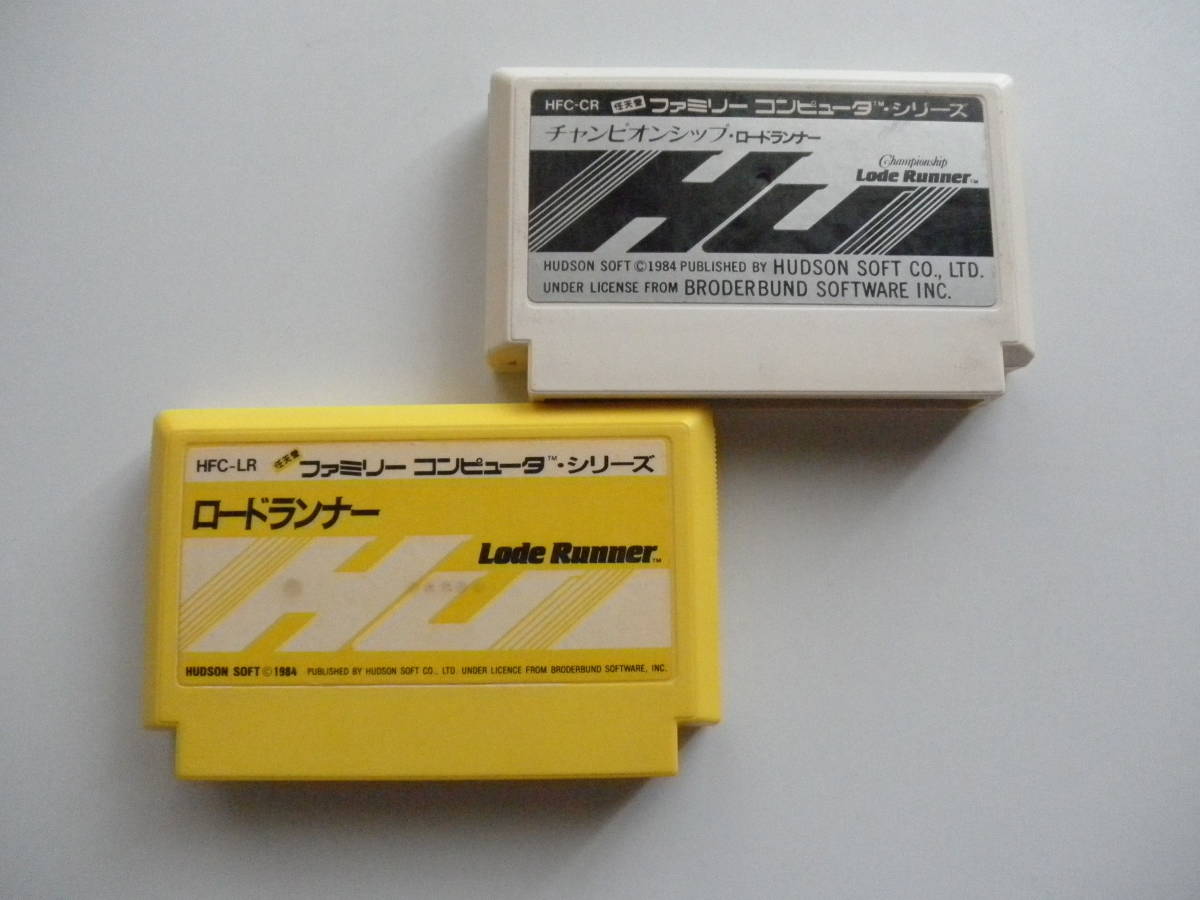 HFC-CR 任天堂 ファミリー コンピュータ™・シリーズ
チャンピオンシップ・ロードランナー
Championship
Lode Runner™
HU
HUDSON SOFT ©1984 PUBLISHED BY HUDSON SOFT CO., LTD.
UNDER LICENSE FROM BRODERBUND SOFTWARE INC.
HFC-LR 任天堂 ファミリー コンピュータ™・シリーズ
ロードランナー
Lode Runner™
HU
HUDSON SOFT ©1984 PUBLISHED BY HUDSON SOFT CO., LTD. UNDER LICENCE FROM BRODERBUND SOFTWARE, INC.